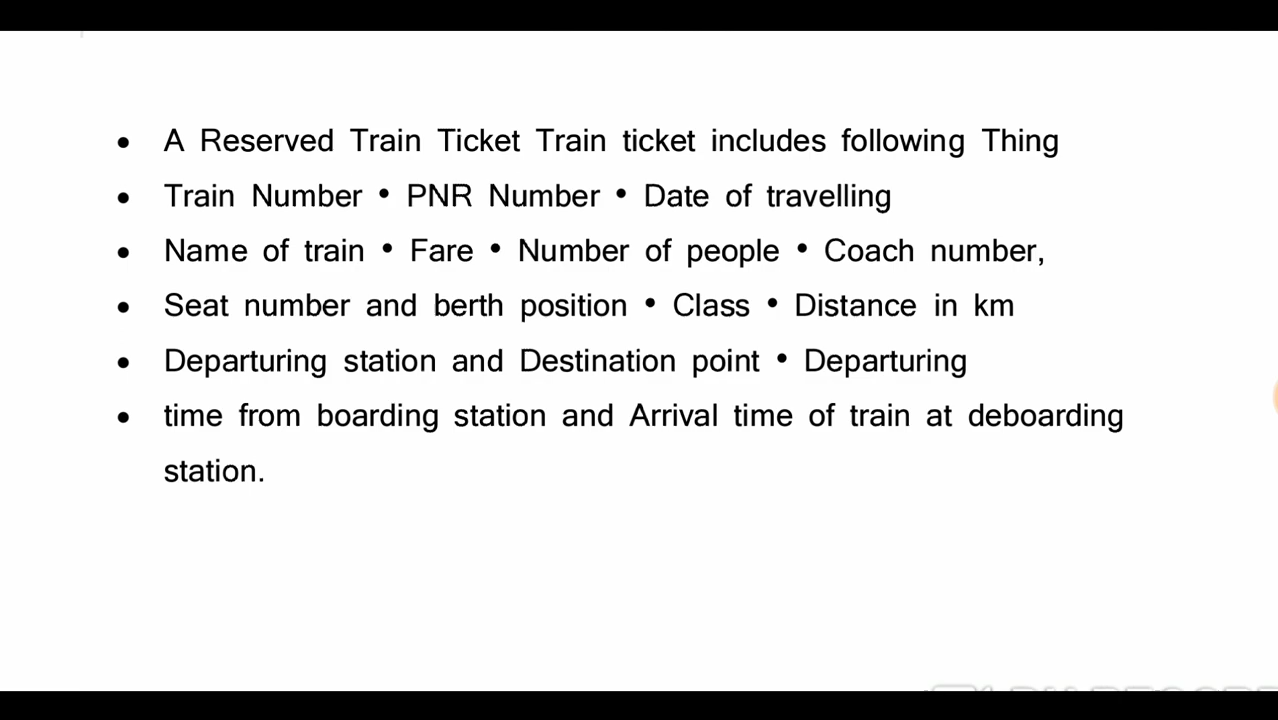 • A Reserved Train Ticket Train ticket includes following Thing
• Train Number • PNR Number • Date of travelling
• Name of train • Fare • Number of people • Coach number,
• Seat number and berth position • Class • Distance in km
• Departuring station and Destination point • Departuring
• time from boarding station and Arrival time of train at deboarding
station.